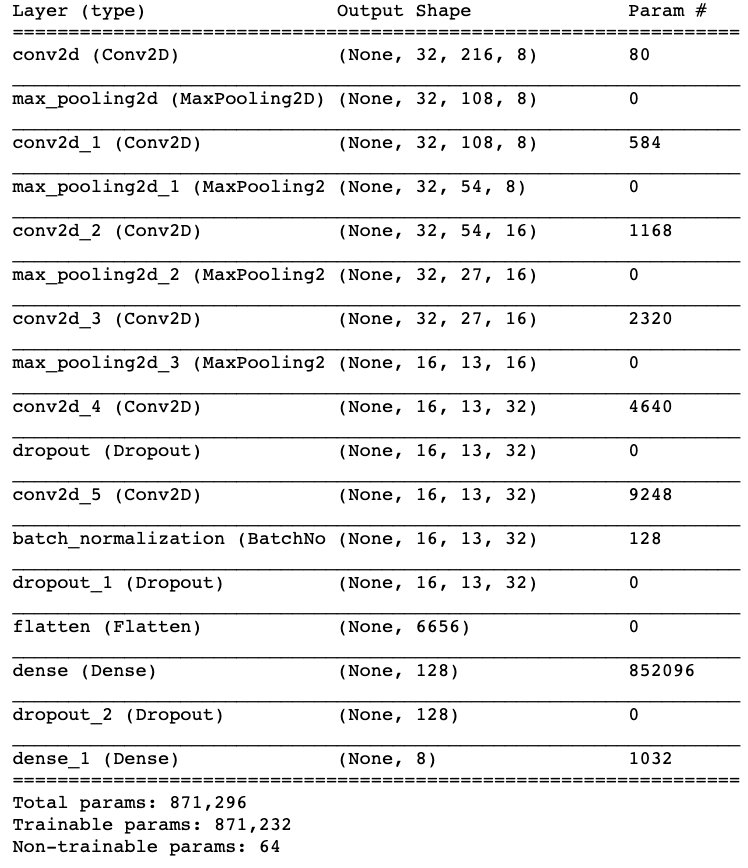 Layer (type) Output Shape Param #
=================================================================
conv2d (Conv2D) (None, 32, 216, 8) 80
_________________________________________________________________
max_pooling2d (MaxPooling2D) (None, 32, 108, 8) 0
_________________________________________________________________
conv2d_1 (Conv2D) (None, 32, 108, 8) 584
_________________________________________________________________
max_pooling2d_1 (MaxPooling2 (None, 32, 54, 8) 0
_________________________________________________________________
conv2d_2 (Conv2D) (None, 32, 54, 16) 1168
_________________________________________________________________
max_pooling2d_2 (MaxPooling2 (None, 32, 27, 16) 0
_________________________________________________________________
conv2d_3 (Conv2D) (None, 32, 27, 16) 2320
_________________________________________________________________
max_pooling2d_3 (MaxPooling2 (None, 16, 13, 16) 0
_________________________________________________________________
conv2d_4 (Conv2D) (None, 16, 13, 32) 4640
_________________________________________________________________
dropout (Dropout) (None, 16, 13, 32) 0
_________________________________________________________________
conv2d_5 (Conv2D) (None, 16, 13, 32) 9248
_________________________________________________________________
batch_normalization (BatchNo (None, 16, 13, 32) 128
_________________________________________________________________
dropout_1 (Dropout) (None, 16, 13, 32) 0
_________________________________________________________________
flatten (Flatten) (None, 6656) 0
_________________________________________________________________
dense (Dense) (None, 128) 852096
_________________________________________________________________
dropout_2 (Dropout) (None, 128) 0
_________________________________________________________________
dense_1 (Dense) (None, 8) 1032
=================================================================
Total params: 871,296
Trainable params: 871,232
Non-trainable params: 64